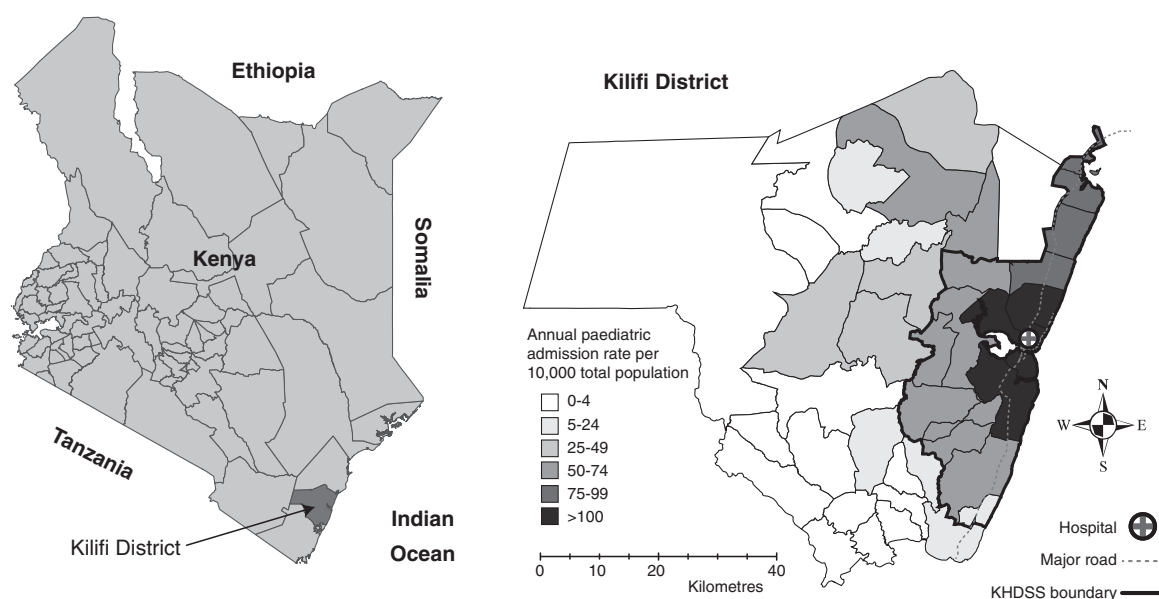 Ethiopia
Kenya
Somalia
Tanzania
Indian
Ocean
Kilifi District
Kilifi District
Annual paediatric
admission rate per
10,000 total population
0-4
5-24
25-49
50-74
75-99
>100
0 10 20 40
Kilometres
N
W E
S
Hospital
Major road
KHDSS boundary